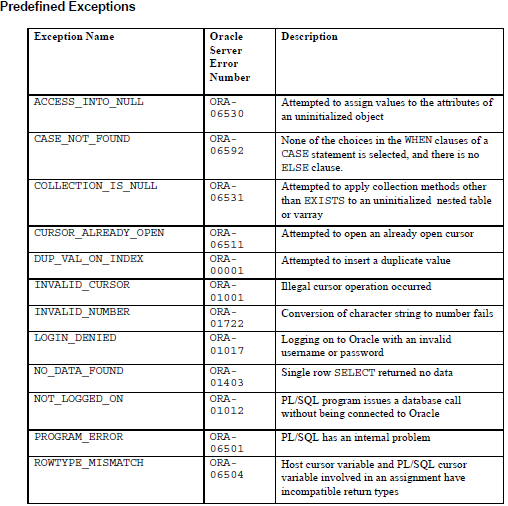 Predefined Exceptions
Exception Name
Oracle
Server
Error
Number
Description
ACCESS_INTO_NULL
ORA-
06530
Attempted to assign values to the attributes of
an uninitialized object
CASE_NOT_FOUND
ORA-
06592
None of the choices in the WHEN clauses of a
CASE statement is selected, and there is no
ELSE clause.
COLLECTION_IS_NULL
ORA-
06531
Attempted to apply collection methods other
than EXISTS to an uninitialized nested table
or varray
CURSOR_ALREADY_OPEN
ORA-
06511
Attempted to open an already open cursor
DUP_VAL_ON_INDEX
ORA-
00001
Attempted to insert a duplicate value
INVALID_CURSOR
ORA-
01001
Illegal cursor operation occurred
INVALID_NUMBER
ORA-
01722
Conversion of character string to number fails
LOGIN_DENIED
ORA-
01017
Logging on to Oracle with an invalid
username or password
NO_DATA_FOUND
ORA-
01403
Single row SELECT returned no data
NOT_LOGGED_ON
ORA-
01012
PL/SQL program issues a database call
without being connected to Oracle
PROGRAM_ERROR
ORA-
06501
PL/SQL has an internal problem
ROWTYPE_MISMATCH
ORA-
06504
Host cursor variable and PL/SQL cursor
variable involved in an assignment have
incompatible return types